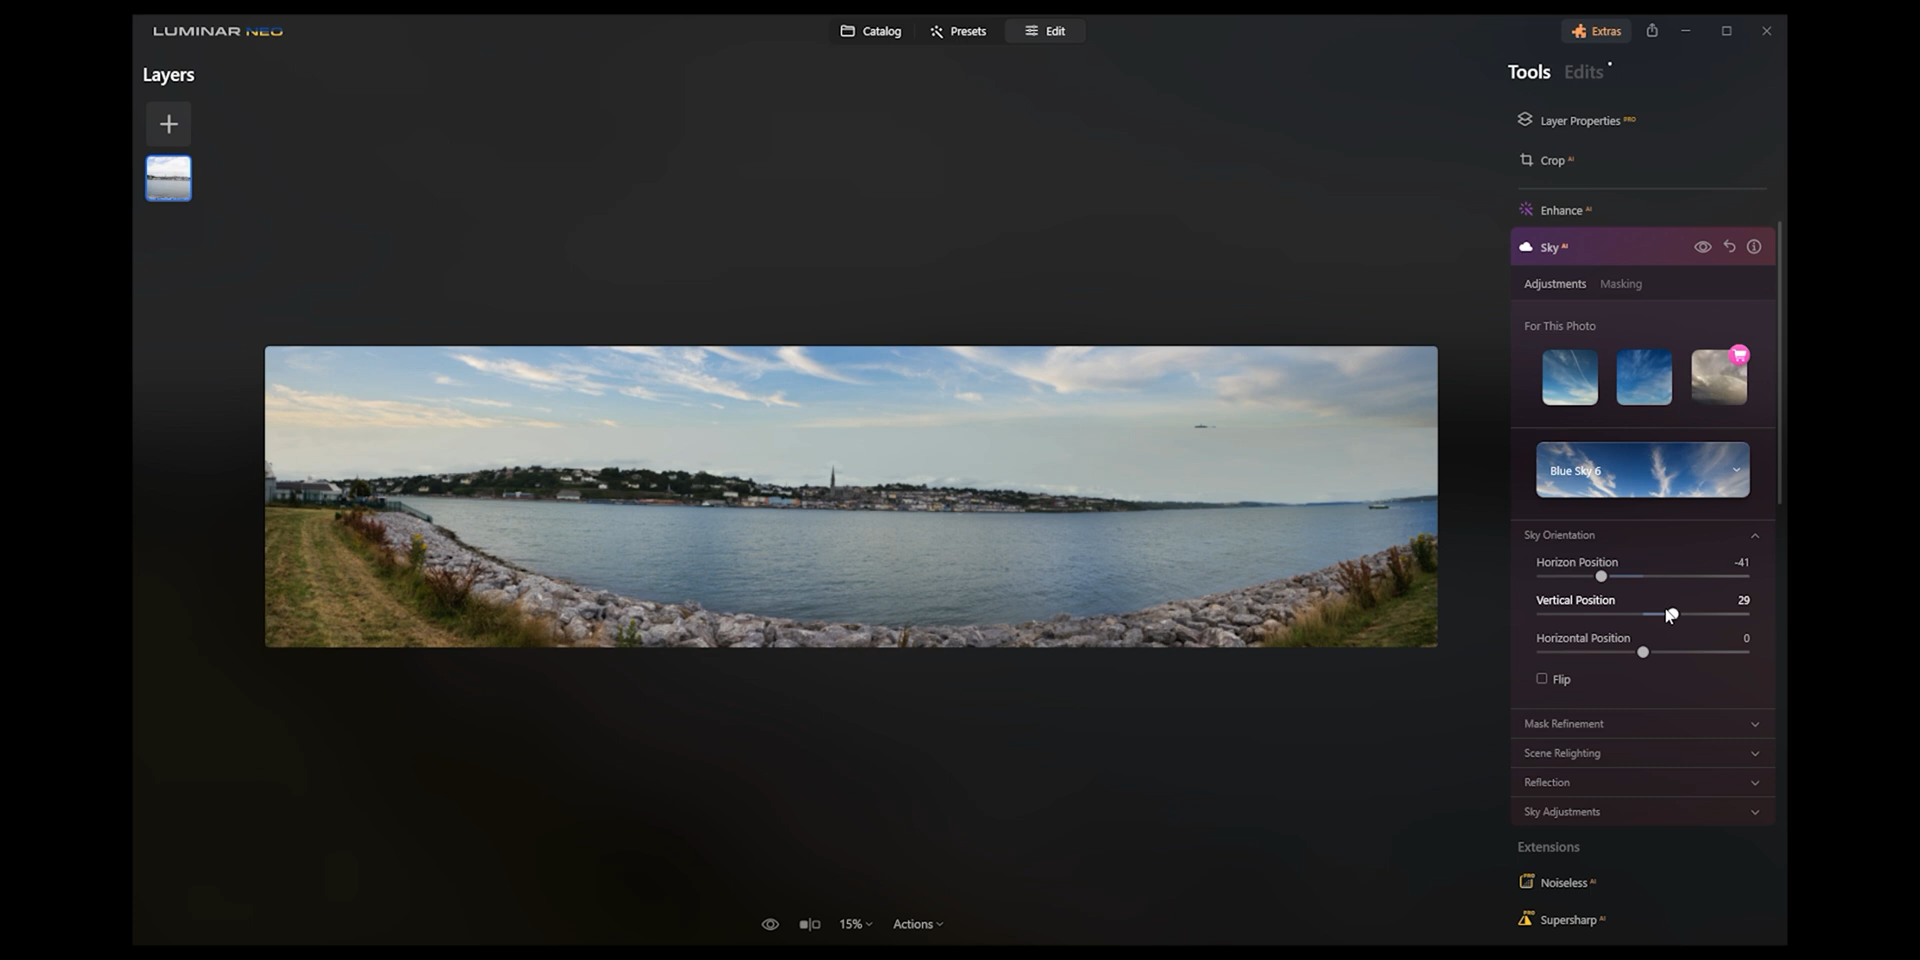 LUMINAR NEO
Catalog
Presets
Edit
Extras
Layers
Tools
Edits
Layer Properties PRO
Crop AI
Enhance AI
Sky AI
Adjustments
Masking
For This Photo
Blue Sky 6
Sky Orientation
Horizon Position -41
Vertical Position 29
Horizontal Position 0
Flip
Mask Refinement
Scene Relighting
Reflection
Sky Adjustments
Extensions
PRO
Noiseless AI
PRO
Supersharp AI
15%
Actions